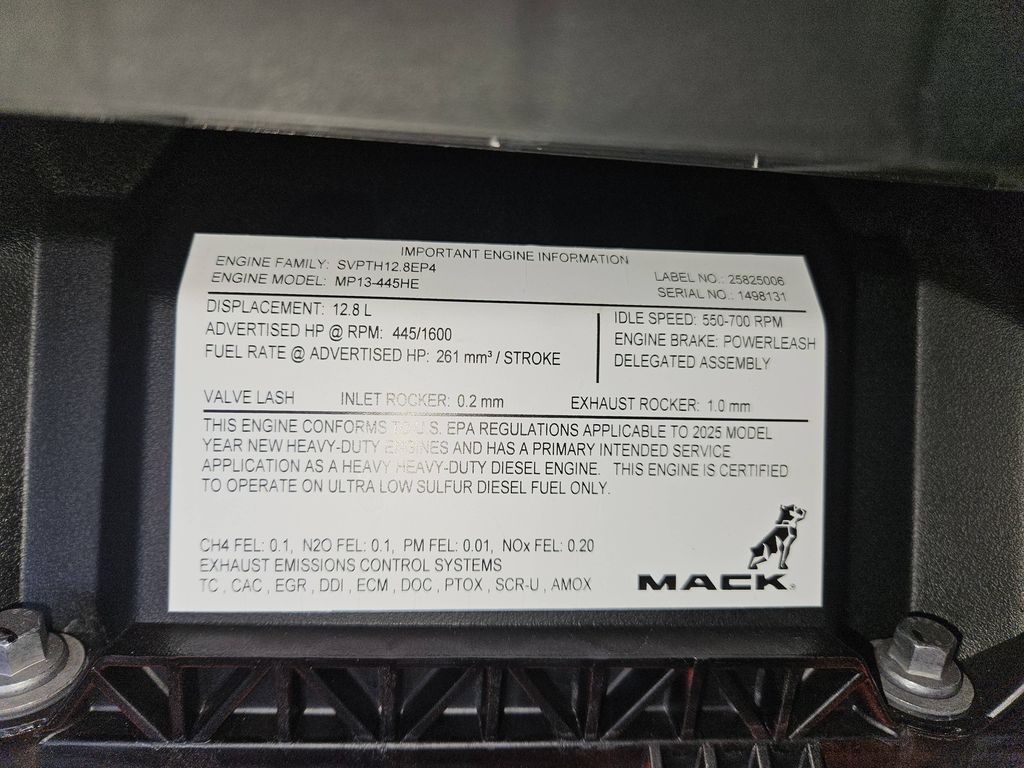 IMPORTANT ENGINE INFORMATION
ENGINE FAMILY: SVPTH12.8EP4
ENGINE MODEL: MP13-445HE
LABEL NO.: 25825006
SERIAL NO.: 1498131
DISPLACEMENT: 12.8 L
ADVERTISED HP @ RPM: 445/1600
FUEL RATE @ ADVERTISED HP: 261 mm³ / STROKE
IDLE SPEED: 550-700 RPM
ENGINE BRAKE: POWERLEASH
DELEGATED ASSEMBLY
VALVE LASH INLET ROCKER: 0.2 mm EXHAUST ROCKER: 1.0 mm
THIS ENGINE CONFORMS TO U.S. EPA REGULATIONS APPLICABLE TO 2025 MODEL
YEAR NEW HEAVY-DUTY ENGINES AND HAS A PRIMARY INTENDED SERVICE
APPLICATION AS A HEAVY HEAVY-DUTY DIESEL ENGINE. THIS ENGINE IS CERTIFIED
TO OPERATE ON ULTRA LOW SULFUR DIESEL FUEL ONLY.
CH4 FEL: 0.1, N2O FEL: 0.1, PM FEL: 0.01, NOx FEL: 0.20
EXHAUST EMISSIONS CONTROL SYSTEMS
TC , CAC , EGR , DDI , ECM , DOC , PTOX , SCR-U , AMOX
MACK